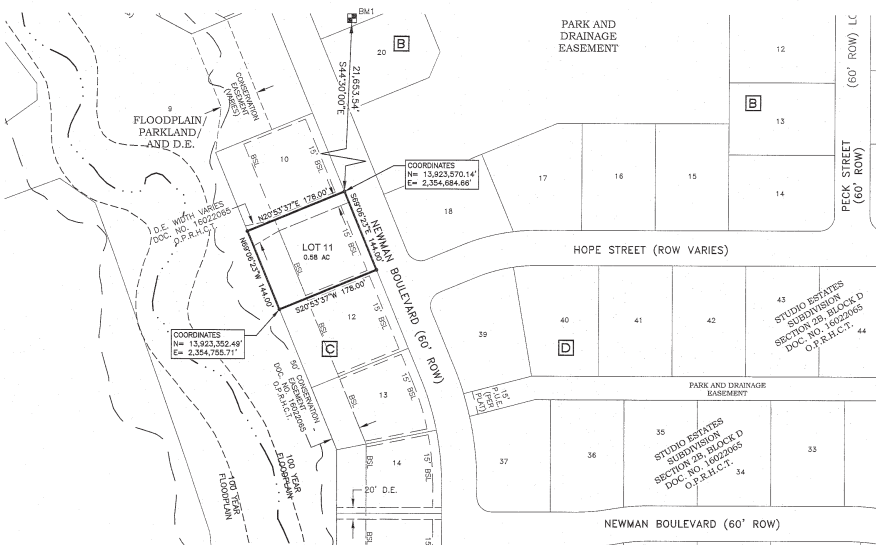 BM1
20
B
PARK AND
DRAINAGE
EASEMENT
12
(60' ROW)
B
13
14
PECK STREET
(60' ROW)
21,653.54'
S44°30'00"E
CONSERVATION
EASEMENT
(VARIES)
9
FLOODPLAIN
PARKLAND
AND D.E.
10
15'
BSL
BSL
COORDINATES
N= 13,923,570.14'
E= 2,354,684.66'
17
16
15
18
D.E. WIDTH VARIES
DOC. NO. 16022065
O.P.R.H.C.T.
N20°53'37"E 178.00'
S69°06'23"E 144.00'
N69°06'23"W 144.00'
S20°53'37"W 178.00'
LOT 11
0.58 AC
15'
BSL
BSL
NEWMAN BOULEVARD (60' ROW)
HOPE STREET (ROW VARIES)
COORDINATES
N= 13,923,352.49'
E= 2,354,755.71'
12
15'
BSL
BSL
C
39
40
D
41
42
43
44
STUDIO ESTATES
SUBDIVISION
SECTION 2B, BLOCK D
DOC. NO. 16022065
O.P.R.H.C.T.
50' CONSERVATION
EASEMENT
DOC. NO. 16022065
O.P.R.H.C.T.
13
15'
BSL
BSL
15'
P.U.E.
(PER
PLAT)
PARK AND DRAINAGE
EASEMENT
37
36
35
STUDIO ESTATES
SUBDIVISION
SECTION 2B, BLOCK D
DOC. NO. 16022065
O.P.R.H.C.T.
34
33
14
15'
BSL
BSL
100 YEAR
FLOODPLAIN
100 YEAR
FLOODPLAIN
20' D.E.
BSL
15'
NEWMAN BOULEVARD (60' ROW)